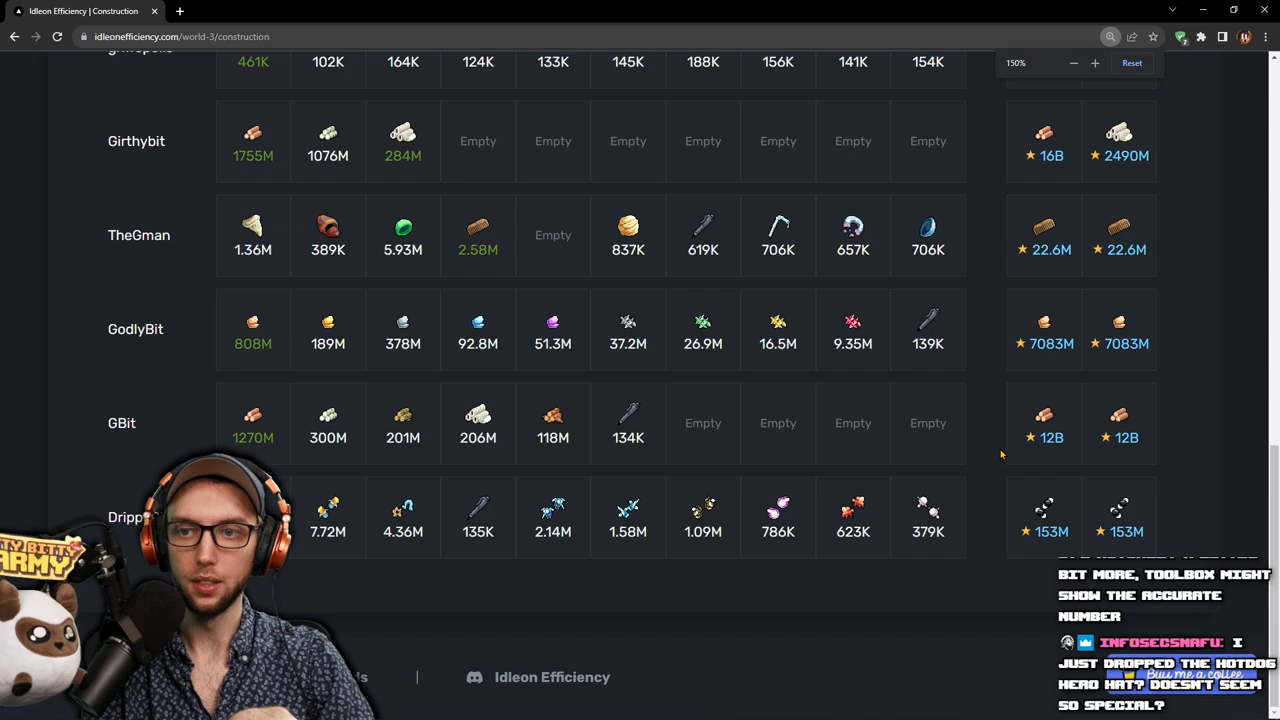 Idleon Efficiency | Construction
idleonefficiency.com/world-3/construction
150%
Reset
461K 102K 164K 124K 133K 145K 188K 156K 141K 154K
Girthybit
1755M 1076M 284M Empty Empty Empty Empty Empty Empty Empty 16B 2490M
TheGman
1.36M 389K 5.93M 2.58M Empty 837K 619K 706K 657K 706K 22.6M 22.6M
GodlyBit
808M 189M 378M 92.8M 51.3M 37.2M 26.9M 16.5M 9.35M 139K 7083M 7083M
GBit
1270M 300M 201M 206M 118M 134K Empty Empty Empty Empty 12B 12B
7.72M 4.36M 135K 2.14M 1.58M 1.09M 786K 623K 379K 153M 153M
ARMY
Idleon Efficiency
Buy me a coffee
BIT MORE, TOOLBOX MIGHT
SHOW THE ACCURATE
NUMBER
INFOSECSNAFU: I
JUST DROPPED THE HOTDOG
HERO HAT? DOESN'T SEEM
SO SPECIAL?